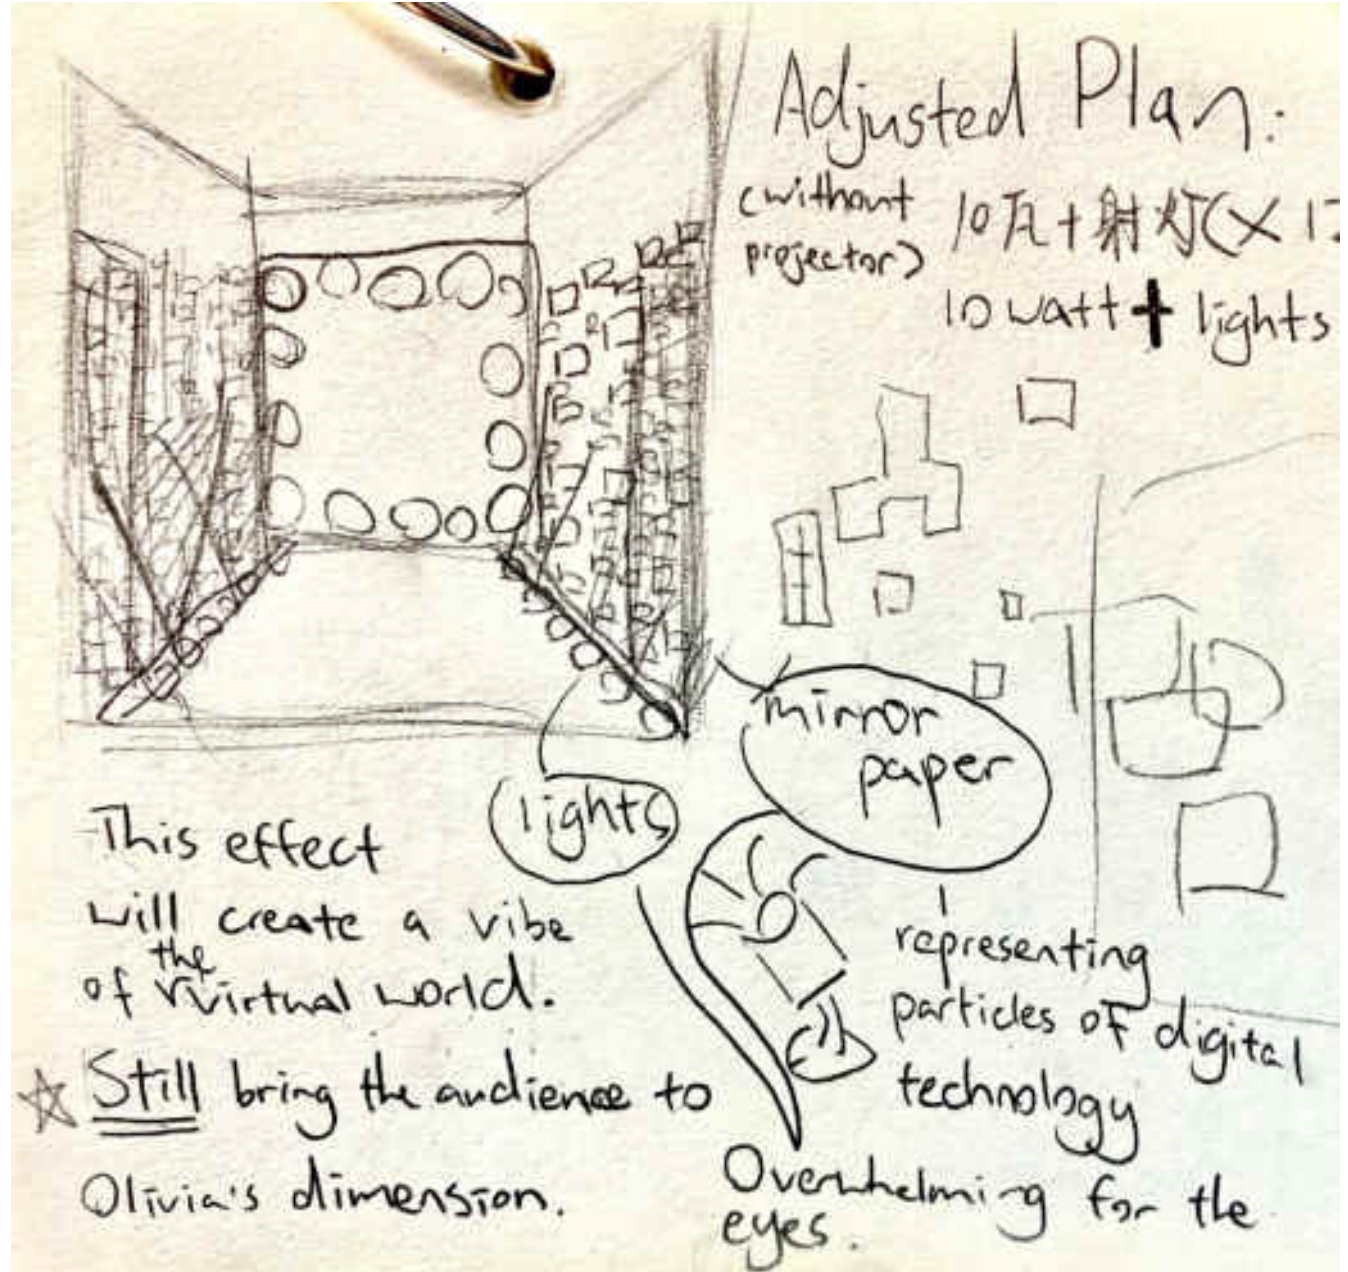 Adjusted Plan:
(without
projector)
10瓦+射灯(×
10 watt + lights
mirror
paper
lights
This effect
will create a vibe
of the virtual world.
representing
particles of digital
technology
Still bring the audience to
Olivia's dimension.
Overwhelming for the
eyes.